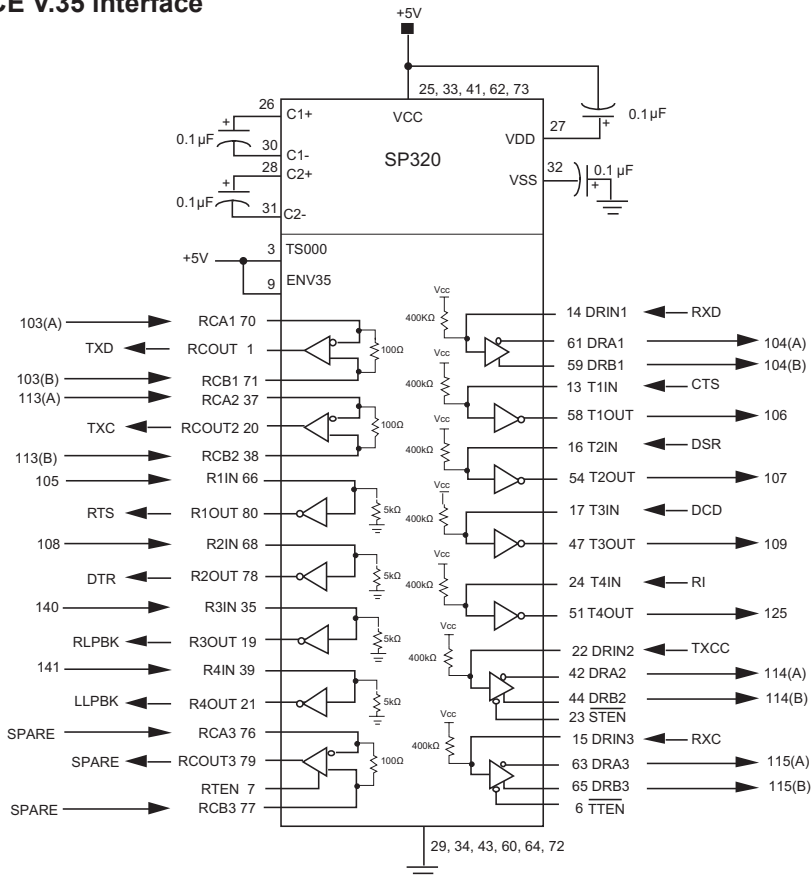 CE V.35 Interface
+5V
25, 33, 41, 62, 73
26
C1+
VCC
0.1µF
30
C1-
SP320
VDD
27
0.1µF
28
C2+
VSS
32
0.1 µF
0.1µF
31
C2-
+5V
3
TS000
9
ENV35
103(A)
RCA1 70
TXD
RCOUT 1
100Ω
103(B)
RCB1 71
113(A)
RCA2 37
TXC
RCOUT2 20
100Ω
113(B)
RCB2 38
105
R1IN 66
RTS
R1OUT 80
5kΩ
108
R2IN 68
DTR
R2OUT 78
5kΩ
140
R3IN 35
RLPBK
R3OUT 19
5kΩ
141
R4IN 39
LLPBK
R4OUT 21
5kΩ
SPARE
RCA3 76
SPARE
RCOUT3 79
100Ω
RTEN 7
SPARE
RCB3 77
Vcc
400KΩ
14 DRIN1
RXD
61 DRA1
104(A)
59 DRB1
104(B)
Vcc
400kΩ
13 T1IN
CTS
58 T1OUT
106
Vcc
400kΩ
16 T2IN
DSR
54 T2OUT
107
Vcc
400kΩ
17 T3IN
DCD
47 T3OUT
109
Vcc
400kΩ
24 T4IN
RI
51 T4OUT
125
Vcc
400kΩ
22 DRIN2
TXCC
42 DRA2
114(A)
44 DRB2
114(B)
23 STEN
Vcc
400kΩ
15 DRIN3
RXC
63 DRA3
115(A)
65 DRB3
115(B)
6 TTEN
29, 34, 43, 60, 64, 72